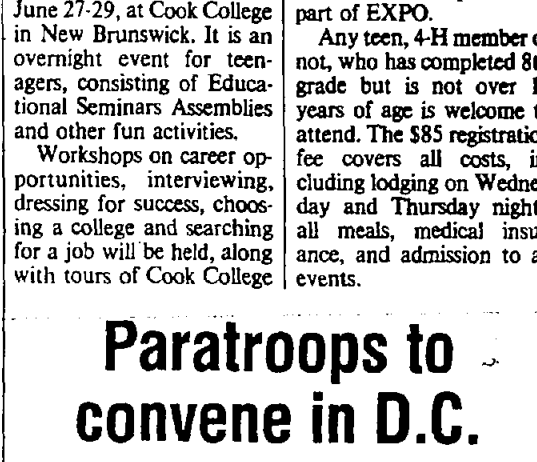 June 27-29, at Cook College
in New Brunswick. It is an
overnight event for teen-
agers, consisting of Educa-
tional Seminars Assemblies
and other fun activities.
Workshops on career op-
portunities, interviewing,
dressing for success, choos-
ing a college and searching
for a job will be held, along
with tours of Cook College
part of EXPO.
Any teen, 4-H member
not, who has completed
grade but is not over
years of age is welcome
attend. The $85
fee covers all costs, in
cluding lodging on Wednes
day and Thursday night
all meals, medical insu
ance, and admission to
events.
Paratroops to
convene in D.C.